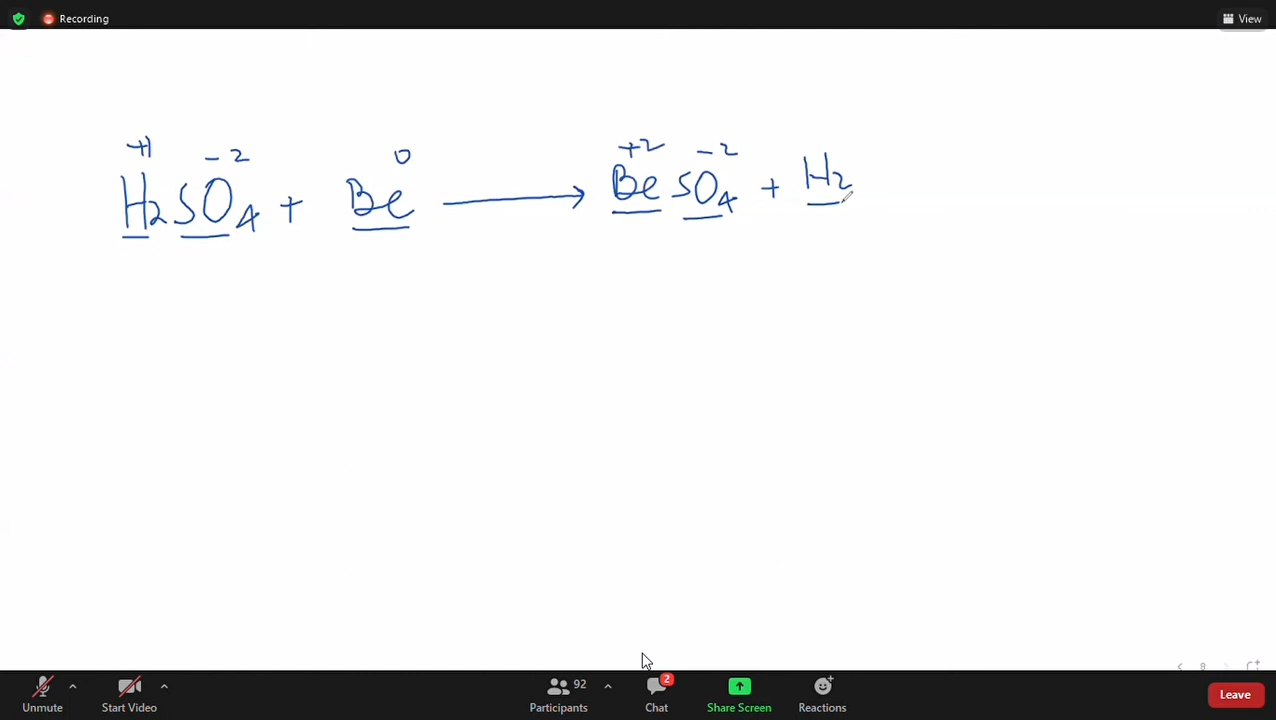 Recording
View
+1 -2 0 +2 -2
H2SO4 + Be ⟶ BeSO4 + H2
8
92
2
Unmute Start Video Participants Chat Share Screen Reactions Leave